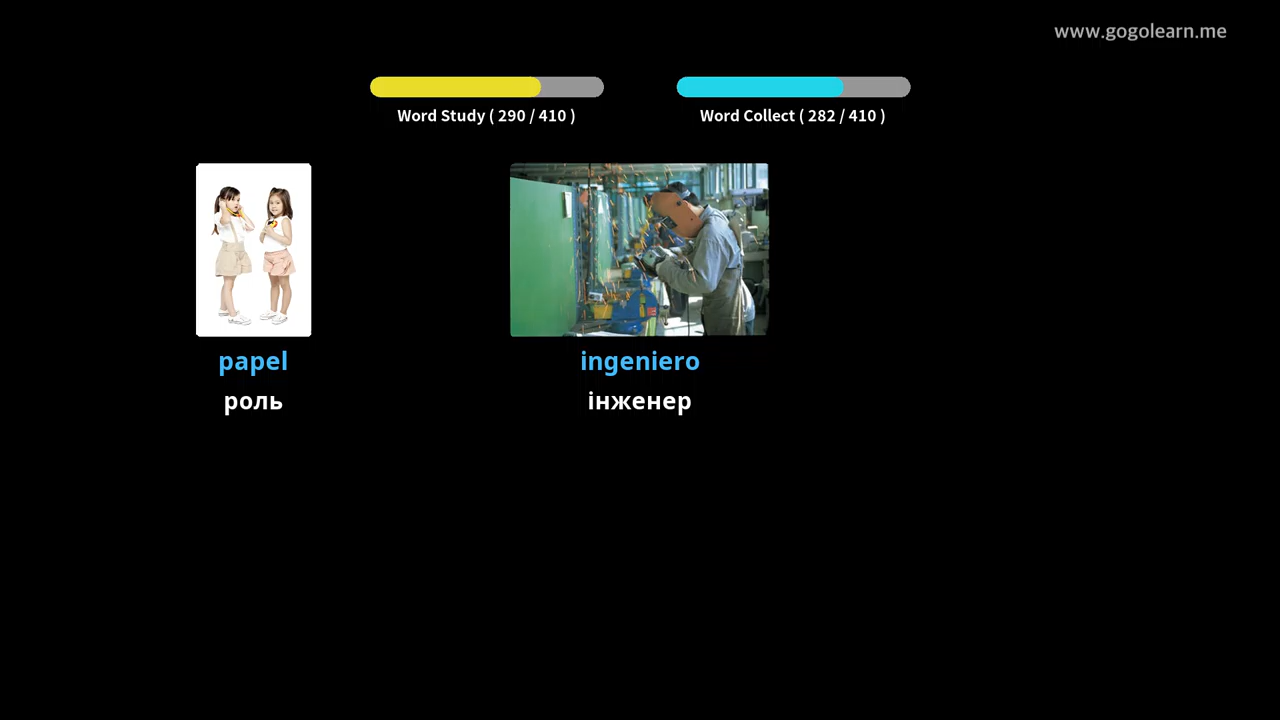 www.gogolearn.me
Word Study ( 290 / 410 )
Word Collect ( 282 / 410 )
papel
ingeniero
роль
інженер